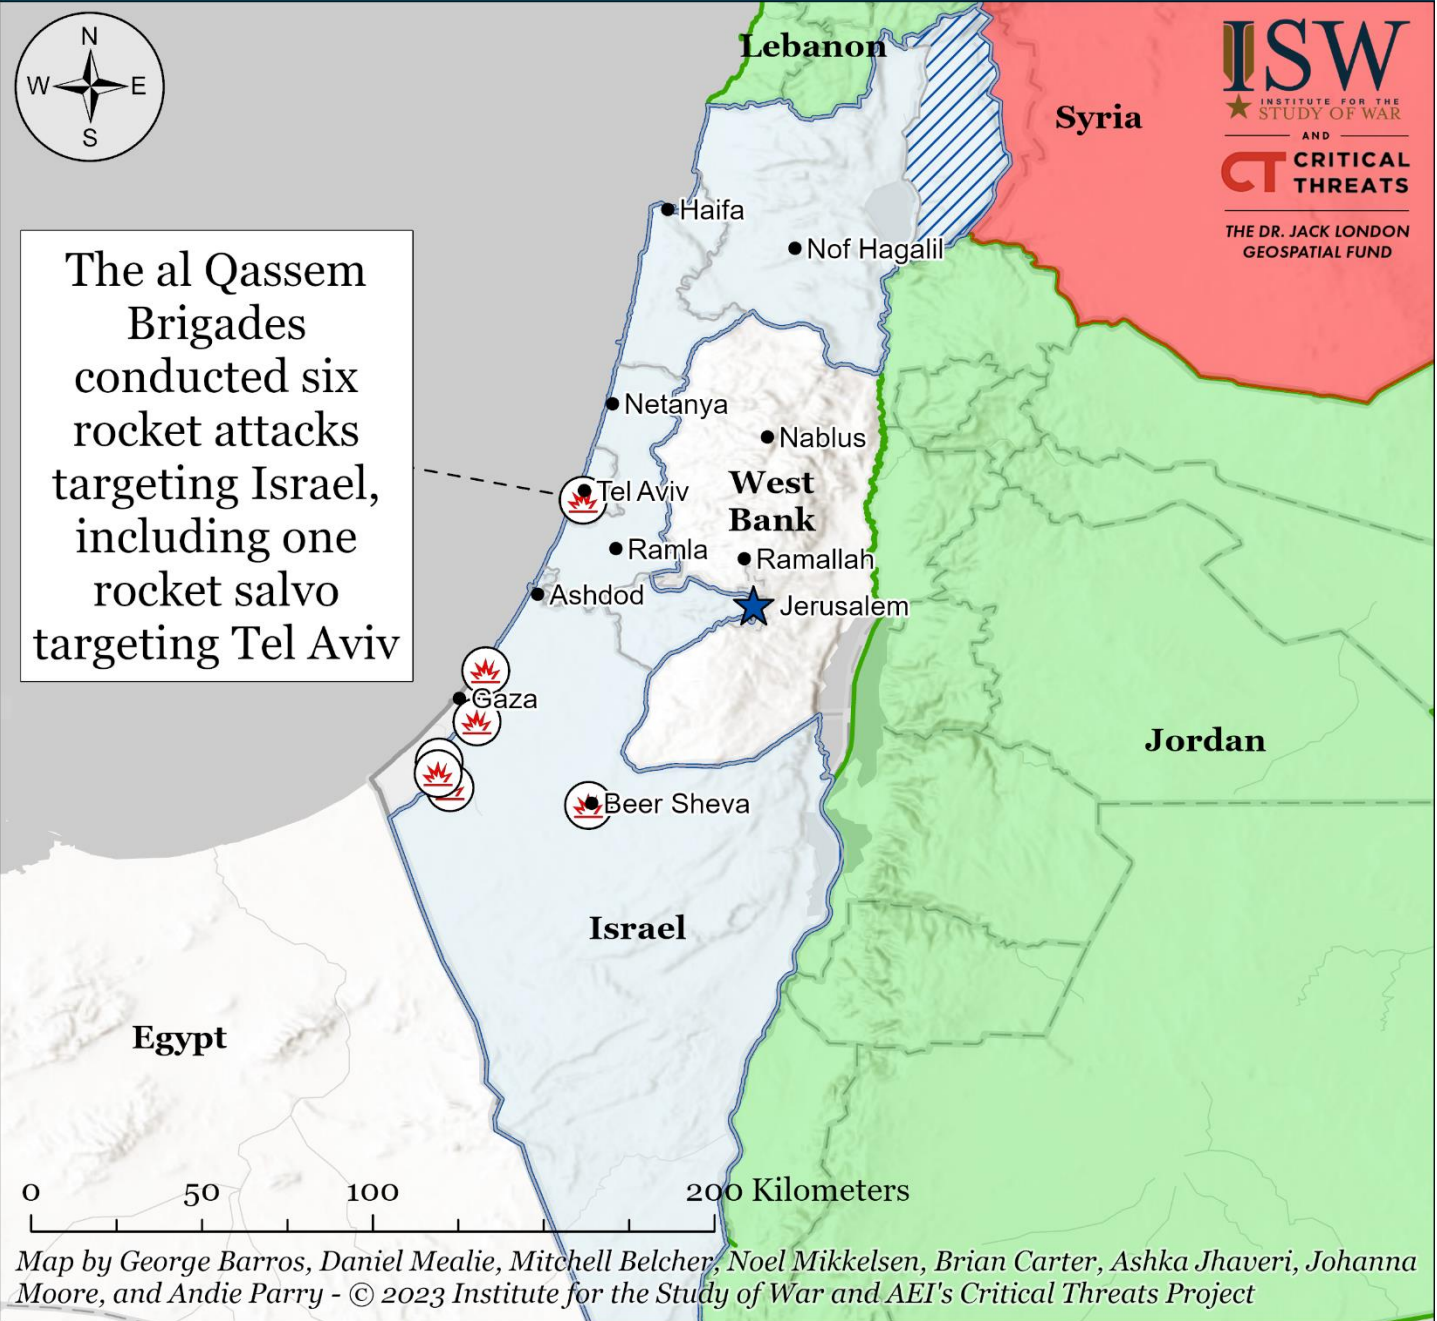 N
W
E
S
Lebanon
Syria
ISW
INSTITUTE FOR THE
STUDY OF WAR
AND
CT CRITICAL
THREATS
THE DR. JACK LONDON
GEOSPATIAL FUND
Haifa
Nof Hagalil
The al Qassem
Brigades
conducted six
rocket attacks
targeting Israel,
including one
rocket salvo
targeting Tel Aviv
Netanya
Nablus
West
Bank
Tel Aviv
Ramla
Ramallah
Ashdod
Jerusalem
Gaza
Jordan
Beer Sheva
Israel
Egypt
0 50 100 200 Kilometers
Map by George Barros, Daniel Mealie, Mitchell Belcher, Noel Mikkelsen, Brian Carter, Ashka Jhaveri, Johanna
Moore, and Andie Parry - © 2023 Institute for the Study of War and AEI's Critical Threats Project